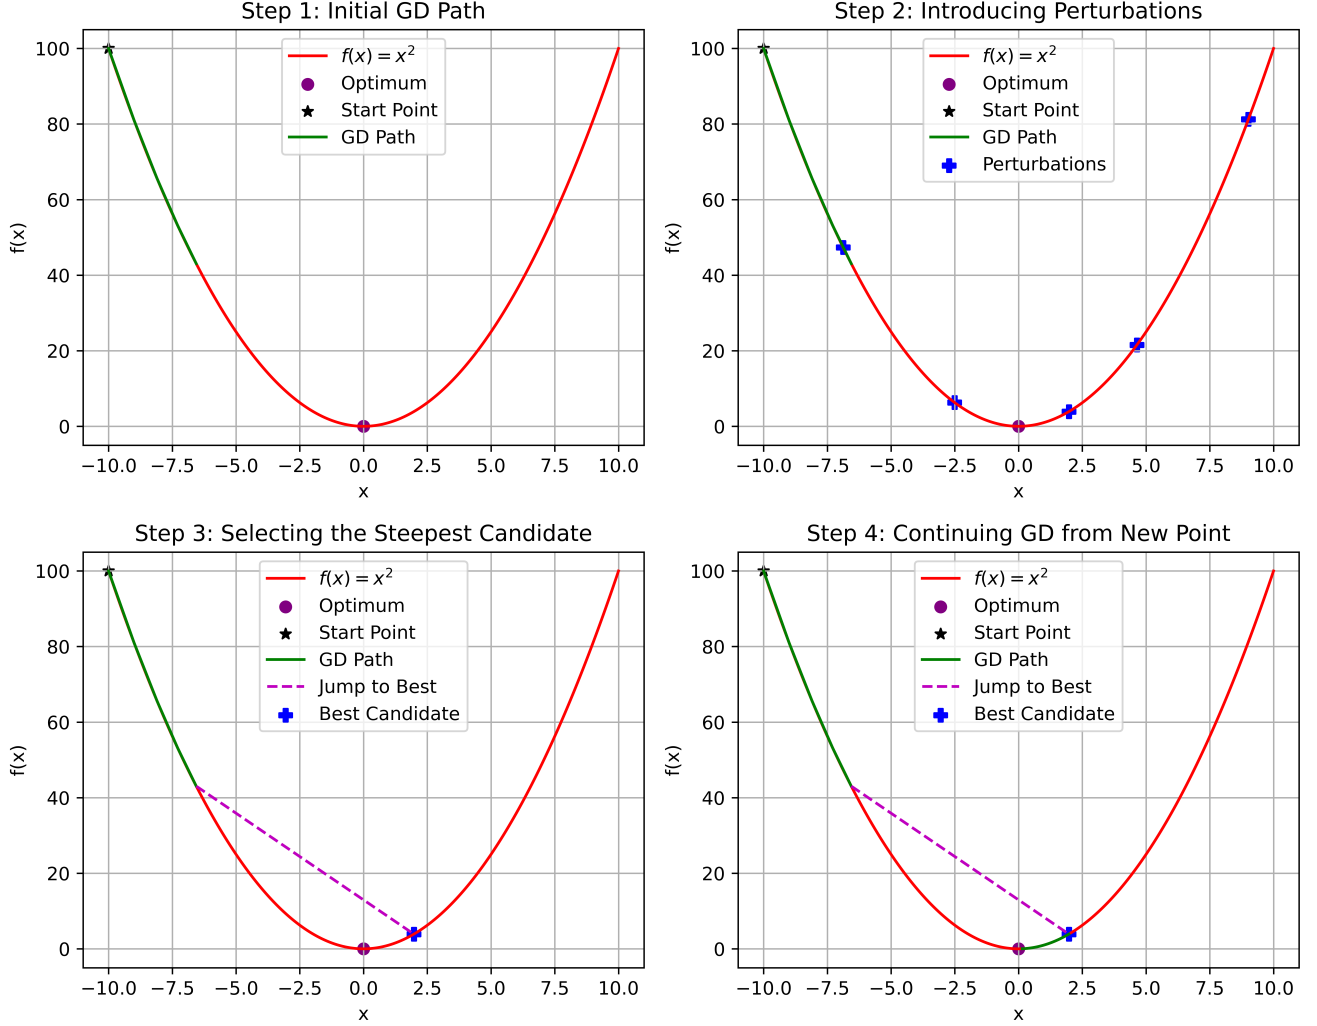 Step 1: Initial GD Path
f(x) = x²
Optimum
Start Point
GD Path
100
80
60
40
20
0
f(x)
−10.0 −7.5 −5.0 −2.5 0.0 2.5 5.0 7.5 10.0
x
Step 2: Introducing Perturbations
f(x) = x²
Optimum
Start Point
GD Path
Perturbations
100
80
60
40
20
0
f(x)
−10.0 −7.5 −5.0 −2.5 0.0 2.5 5.0 7.5 10.0
x
Step 3: Selecting the Steepest Candidate
f(x) = x²
Optimum
Start Point
GD Path
Jump to Best
Best Candidate
100
80
60
40
20
0
f(x)
−10.0 −7.5 −5.0 −2.5 0.0 2.5 5.0 7.5 10.0
x
Step 4: Continuing GD from New Point
f(x) = x²
Optimum
Start Point
GD Path
Jump to Best
Best Candidate
100
80
60
40
20
0
f(x)
−10.0 −7.5 −5.0 −2.5 0.0 2.5 5.0 7.5 10.0
x